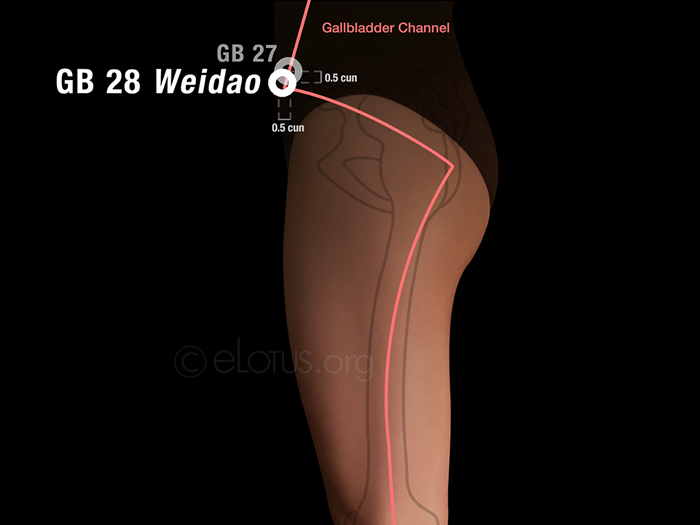 Gallbladder Channel
GB 27
GB 28 Weidao
0.5 cun
0.5 cun
© eLotus.org